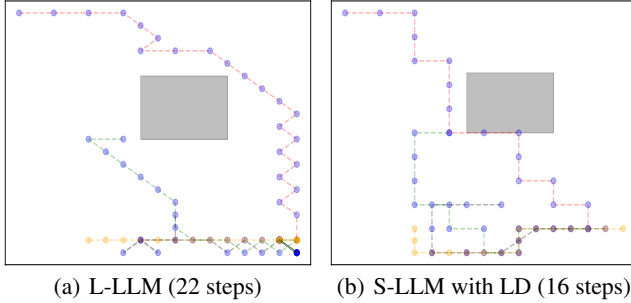 (a) L-LLM (22 steps)
(b) S-LLM with LD (16 steps)